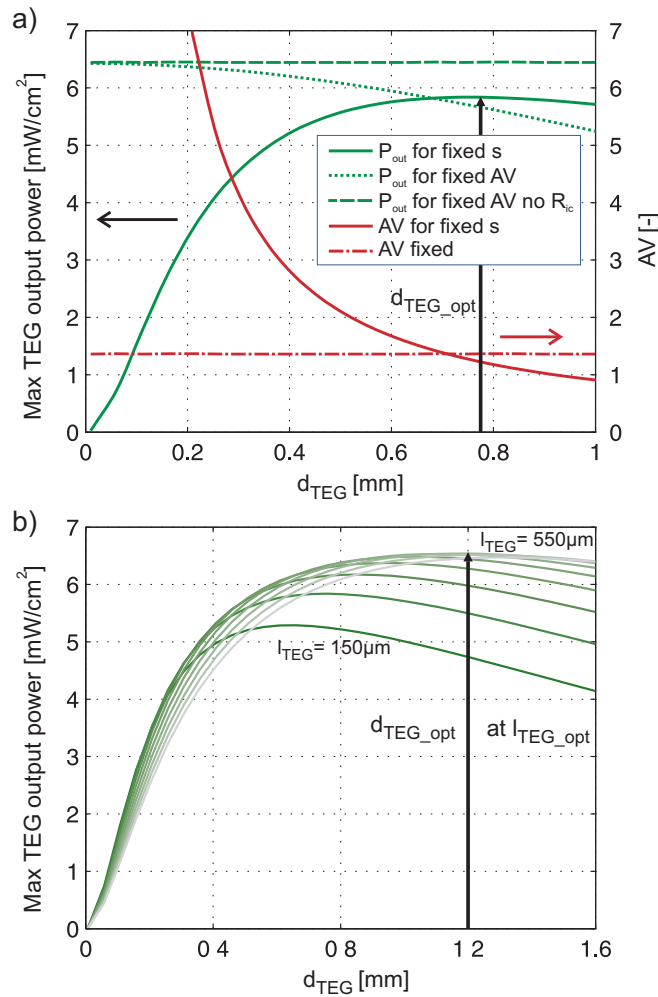 a)
Max TEG output power [mW/cm²]
7
6
5
4
3
2
1
0
7
6
5
4
3
2
1
0
AV [-]
P_out for fixed s
P_out for fixed AV
P_out for fixed AV no R_ic
AV for fixed s
AV fixed
d_TEG_opt
0 0.2 0.4 0.6 0.8 1
d_TEG [mm]
b)
Max TEG output power [mW/cm²]
7
6
5
4
3
2
1
0
l_TEG= 550µm
l_TEG= 150µm
d_TEG_opt at l_TEG_opt
0 0 4 0 8 1 2 1.6
d_TEG [mm]